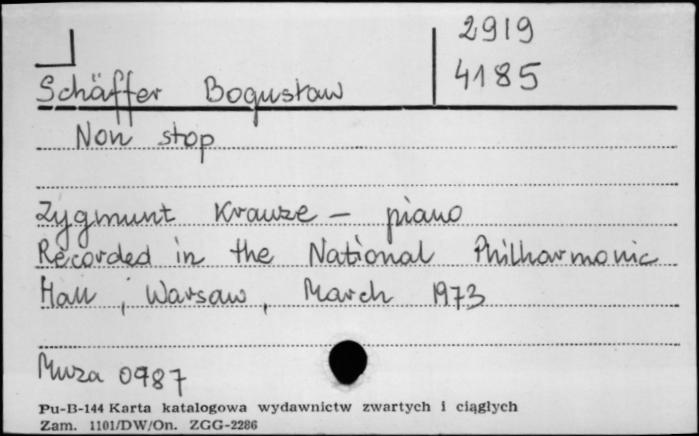 2919
4185
Schäffer Bogusław
Non stop
Zygmunt Krauze - piano
Recorded in the National Philharmonic
Hall, Warsaw, March 1973
Muza 0987
Pu-B-144 Karta katalogowa wydawnictw zwartych i ciągłych
Zam. 1101/DW/On. ZGG-2286